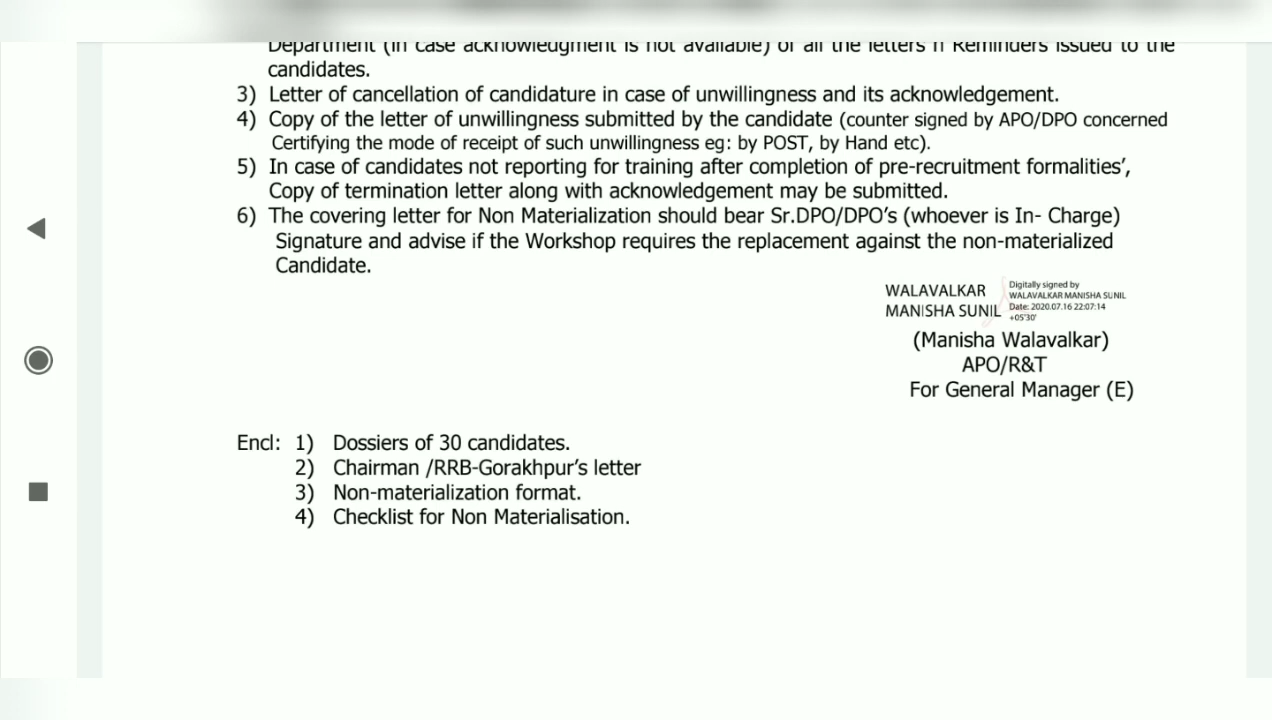 Department (in case acknowledgment is not available) of all the letters n Reminders issued to the
candidates.
3) Letter of cancellation of candidature in case of unwillingness and its acknowledgement.
4) Copy of the letter of unwillingness submitted by the candidate (counter signed by APO/DPO concerned
Certifying the mode of receipt of such unwillingness eg: by POST, by Hand etc).
5) In case of candidates not reporting for training after completion of pre-recruitment formalities’,
Copy of termination letter along with acknowledgement may be submitted.
6) The covering letter for Non Materialization should bear Sr.DPO/DPO’s (whoever is In- Charge)
Signature and advise if the Workshop requires the replacement against the non-materialized
Candidate.
WALAVALKAR
MANISHA SUNIL
Digitally signed by
WALAVALKAR MANISHA SUNIL
Date: 2020.07.16 22:07:14
+05'30'
(Manisha Walavalkar)
APO/R&T
For General Manager (E)
Encl: 1) Dossiers of 30 candidates.
2) Chairman /RRB-Gorakhpur’s letter
3) Non-materialization format.
4) Checklist for Non Materialisation.